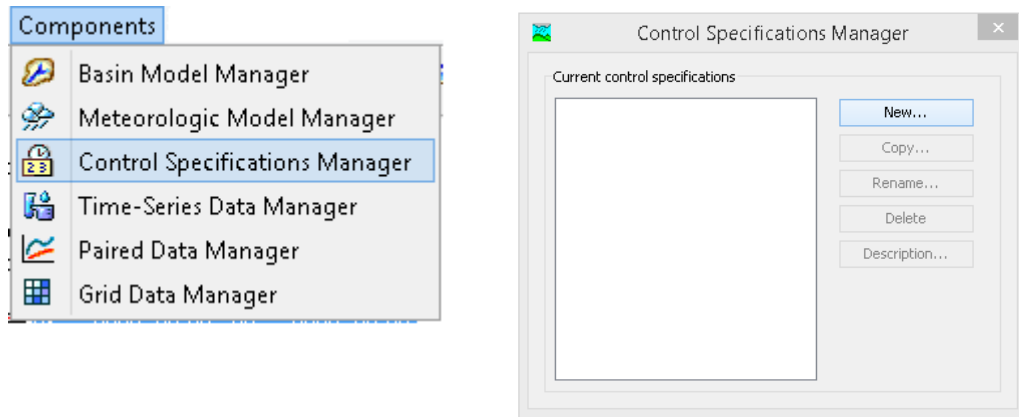 Components
Basin Model Manager
Meteorologic Model Manager
Control Specifications Manager
Time-Series Data Manager
Paired Data Manager
Grid Data Manager
Control Specifications Manager
Current control specifications
New...
Copy...
Rename...
Delete
Description...